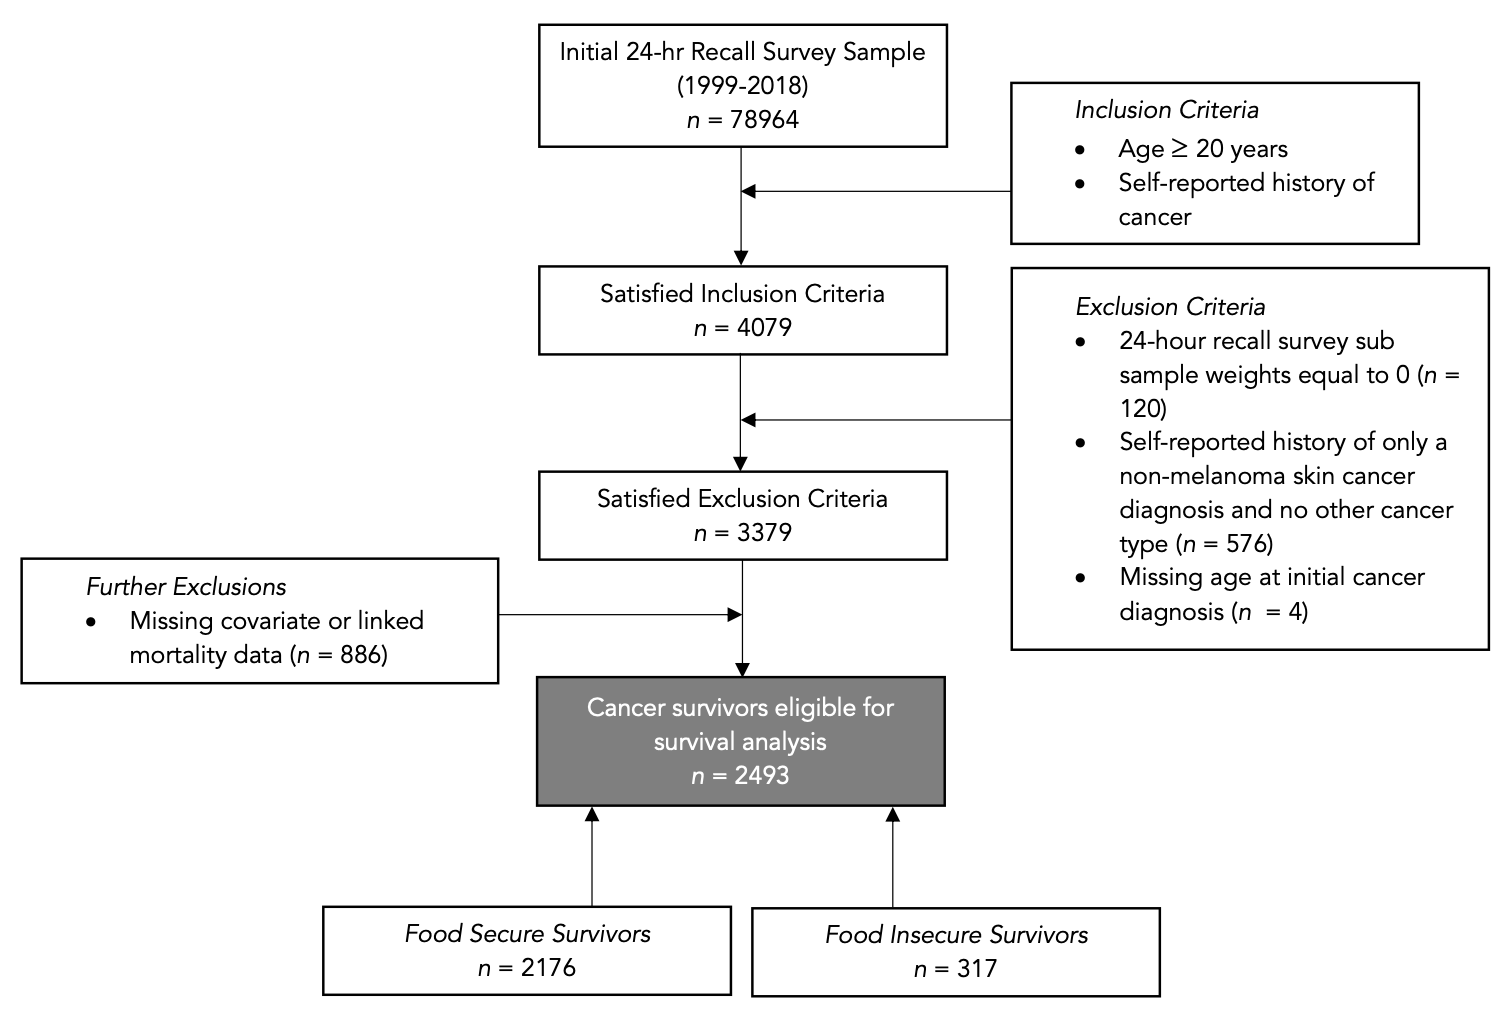 Initial 24-hr Recall Survey Sample
(1999-2018)
n = 78964
Inclusion Criteria
• Age ≥ 20 years
• Self-reported history of
cancer
Satisfied Inclusion Criteria
n = 4079
Exclusion Criteria
• 24-hour recall survey sub
sample weights equal to 0 (n =
120)
• Self-reported history of only a
non-melanoma skin cancer
diagnosis and no other cancer
type (n = 576)
• Missing age at initial cancer
diagnosis (n = 4)
Satisfied Exclusion Criteria
n = 3379
Further Exclusions
• Missing covariate or linked
mortality data (n = 886)
Cancer survivors eligible for
survival analysis
n = 2493
Food Secure Survivors
n = 2176
Food Insecure Survivors
n = 317